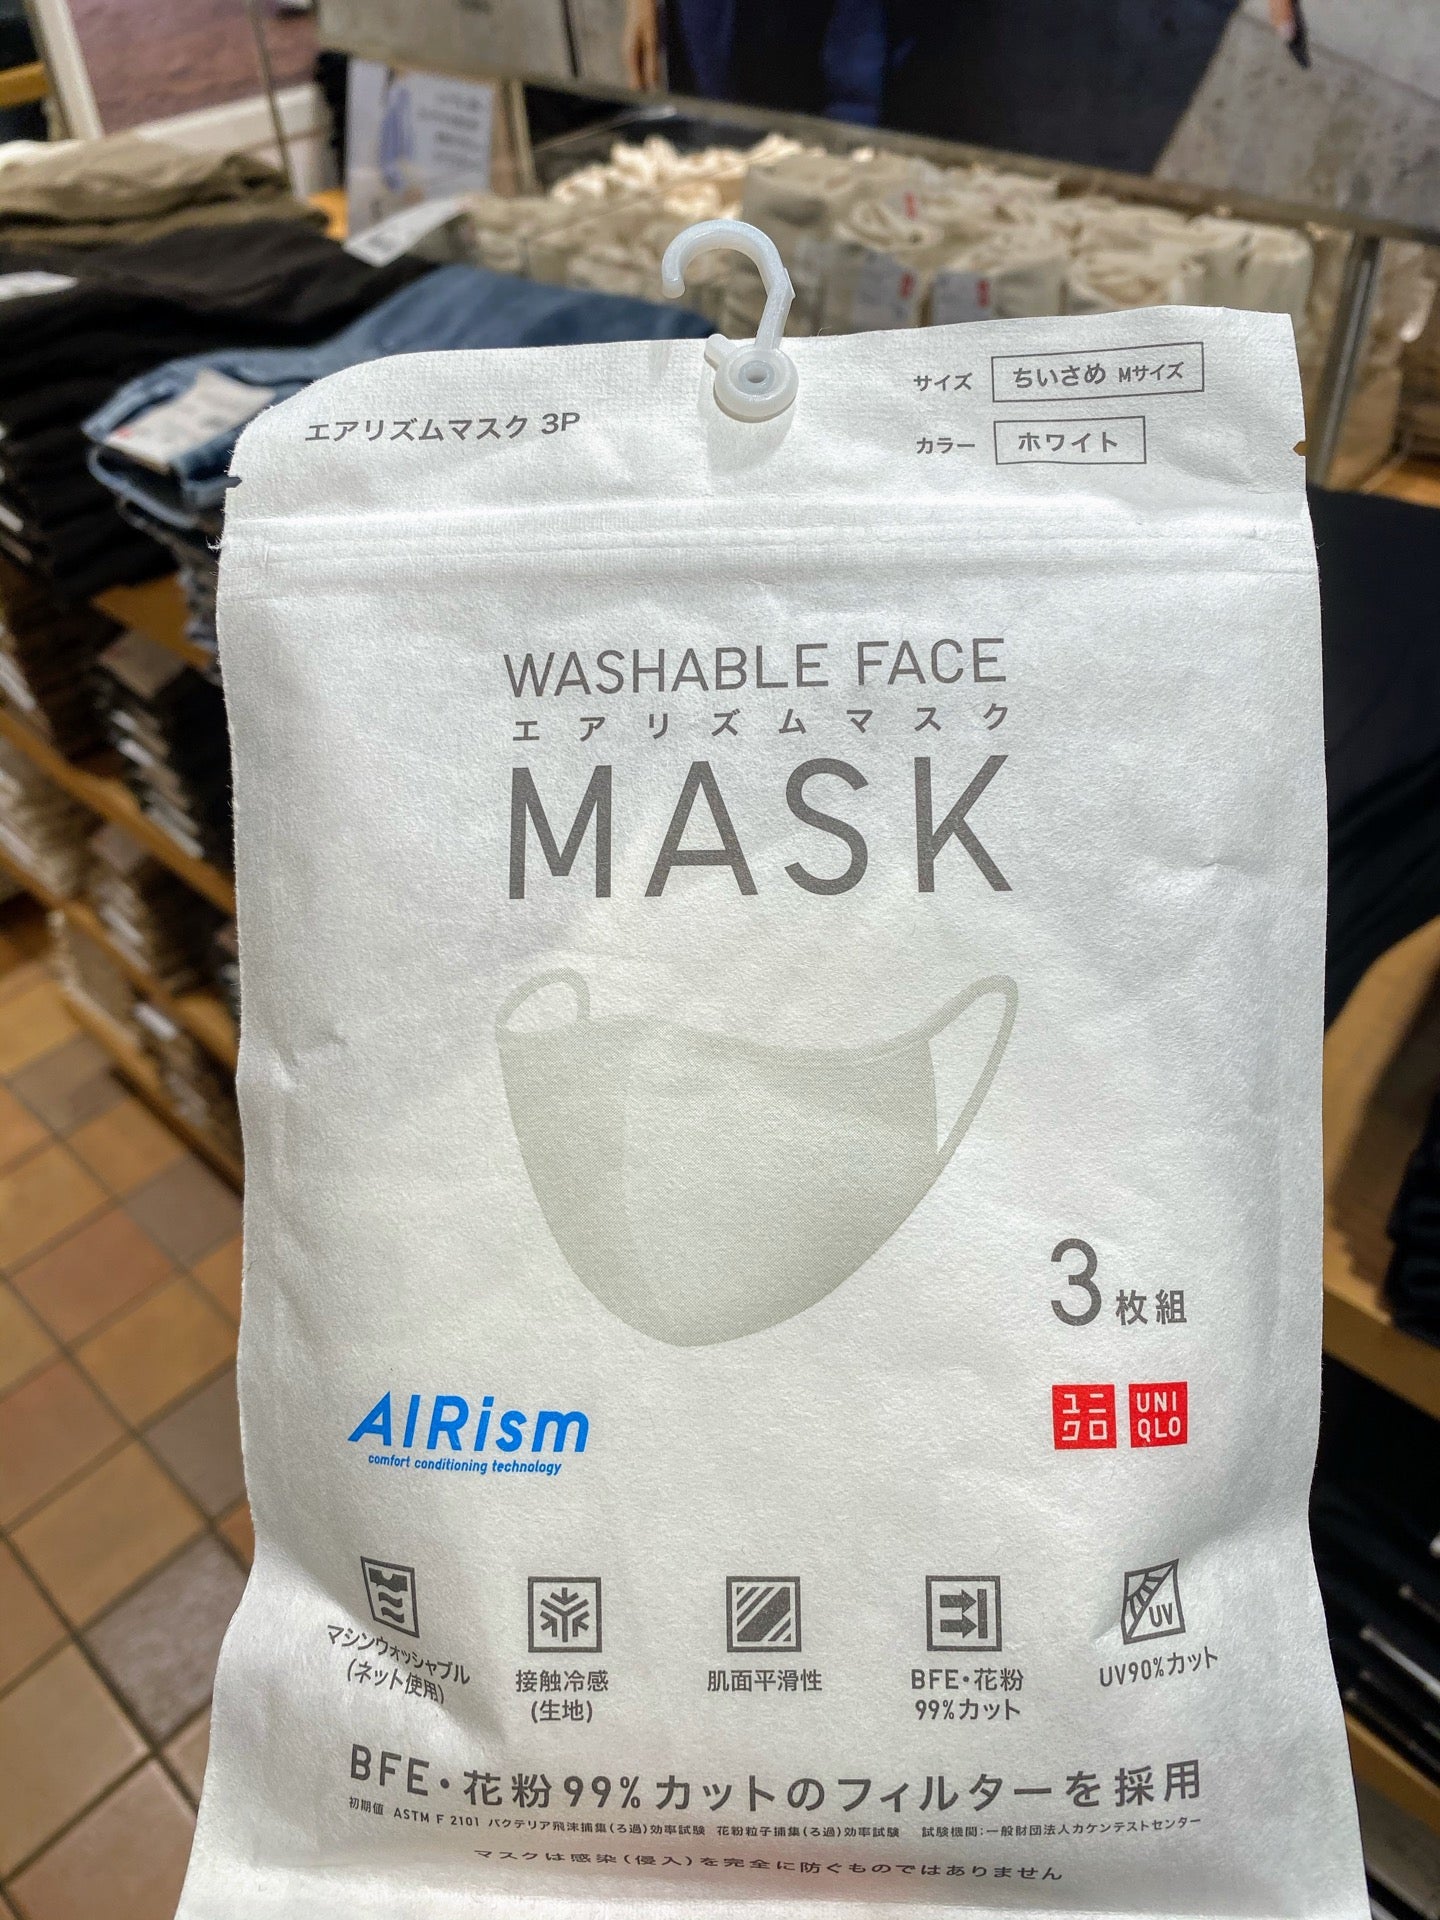 エアリズムマスク 3P
サイズ ちいさめ Mサイズ
カラー ホワイト
WASHABLE FACE
エアリズムマスク
MASK
3枚組
AIRism
comfort conditioning technology
ユニ
クロ
UNI
QLO
マシンウォッシャブル
(ネット使用)
接触冷感
(生地)
肌面平滑性
BFE・花粉
99%カット
UV
UV90%カット
BFE・花粉99%カットのフィルターを採用
初期値 ASTM F 2101 バクテリア飛沫捕集(ろ過)効率試験 花粉粒子捕集(ろ過)効率試験 試験機関:一般財団法人カケンテストセンター
マスクは感染(侵入)を完全に防ぐものではありません